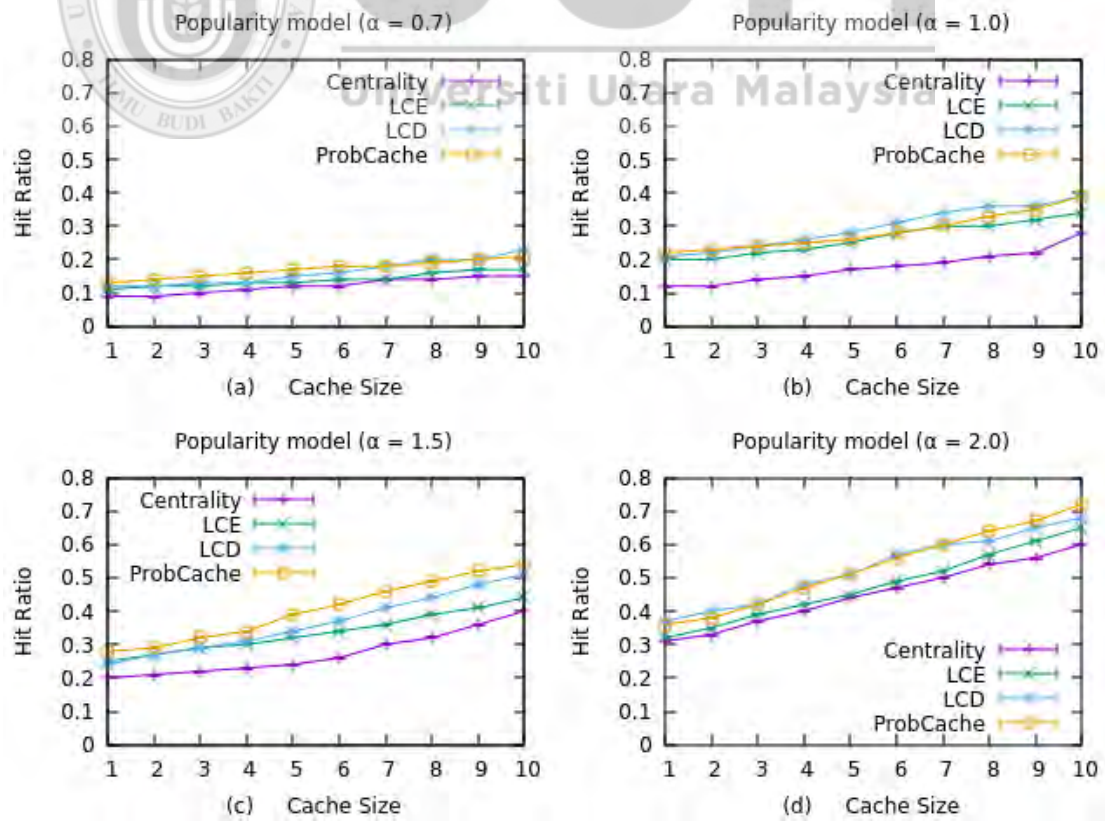 Popularity model (α = 0.7)
0.8
0.7
0.6
0.5
0.4
0.3
0.2
0.1
0
Hit Ratio
Centrality
LCE
LCD
ProbCache
1 2 3 4 5 6 7 8 9 10
(a) Cache Size
Popularity model (α = 1.0)
0.8
0.7
0.6
0.5
0.4
0.3
0.2
0.1
0
Hit Ratio
Centrality
LCE
LCD
ProbCache
1 2 3 4 5 6 7 8 9 10
(b) Cache Size
Universiti Utara Malaysia
BUDI BAKTI
Popularity model (α = 1.5)
0.8
0.7
0.6
0.5
0.4
0.3
0.2
0.1
0
Hit Ratio
Centrality
LCE
LCD
ProbCache
1 2 3 4 5 6 7 8 9 10
(c) Cache Size
Popularity model (α = 2.0)
0.8
0.7
0.6
0.5
0.4
0.3
0.2
0.1
0
Hit Ratio
Centrality
LCE
LCD
ProbCache
1 2 3 4 5 6 7 8 9 10
(d) Cache Size